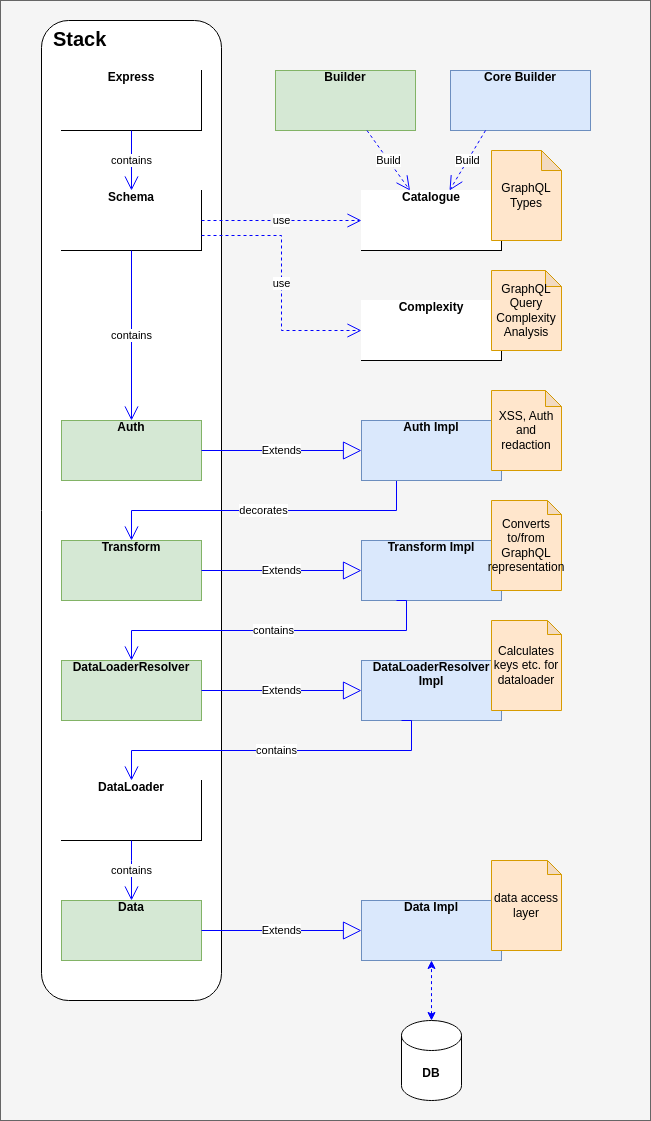 Stack
Express
Builder
Core Builder
contains
Build
Build
Schema
Catalogue
GraphQL
Types
use
use
Complexity
GraphQL
Query
Complexity
Analysis
contains
Auth
Auth Impl
XSS, Auth
and
redaction
Extends
decorates
Transform
Transform Impl
Converts
to/from
GraphQL
representation
Extends
contains
DataLoaderResolver
DataLoaderResolver
Impl
Calculates
keys etc. for
dataloader
Extends
contains
DataLoader
contains
Data
Data Impl
data access
layer
Extends
DB